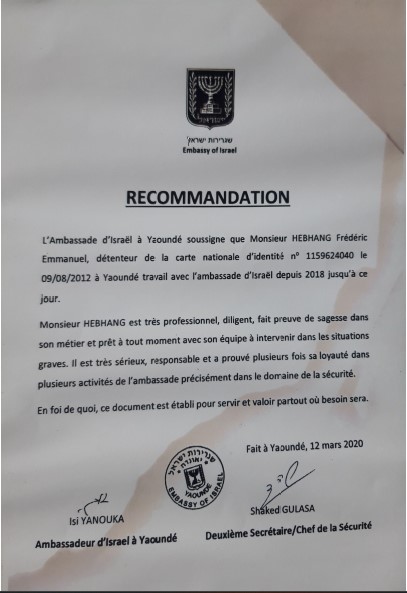 שגרירות ישראל
Embassy of Israel
RECOMMANDATION
L'Ambassade d'Israël à Yaoundé soussigne que Monsieur HEBHANG Frédéric
Emmanuel, détenteur de la carte nationale d'identité n° 1159624040 le
09/08/2012 à Yaoundé travail avec l'ambassade d'Israël depuis 2018 jusqu'à ce
jour.
Monsieur HEBHANG est très professionnel, diligent, fait preuve de sagesse dans
son métier et prêt à tout moment avec son équipe à intervenir dans les situations
graves. Il est très sérieux, responsable et a prouvé plusieurs fois sa loyauté dans
plusieurs activités de l'ambassade précisément dans le domaine de la sécurité.
En foi de quoi, ce document est établi pour servir et valoir partout où besoin sera.
Fait à Yaoundé, 12 mars 2020
שגרירות ישראל
יאונדה
YAOUNDE
EMBASSY OF ISRAEL
Isi YANOUKA
Ambassadeur d'Israel à Yaoundé
Shaked GULASA
Deuxième Secrétaire/Chef de la Sécurité